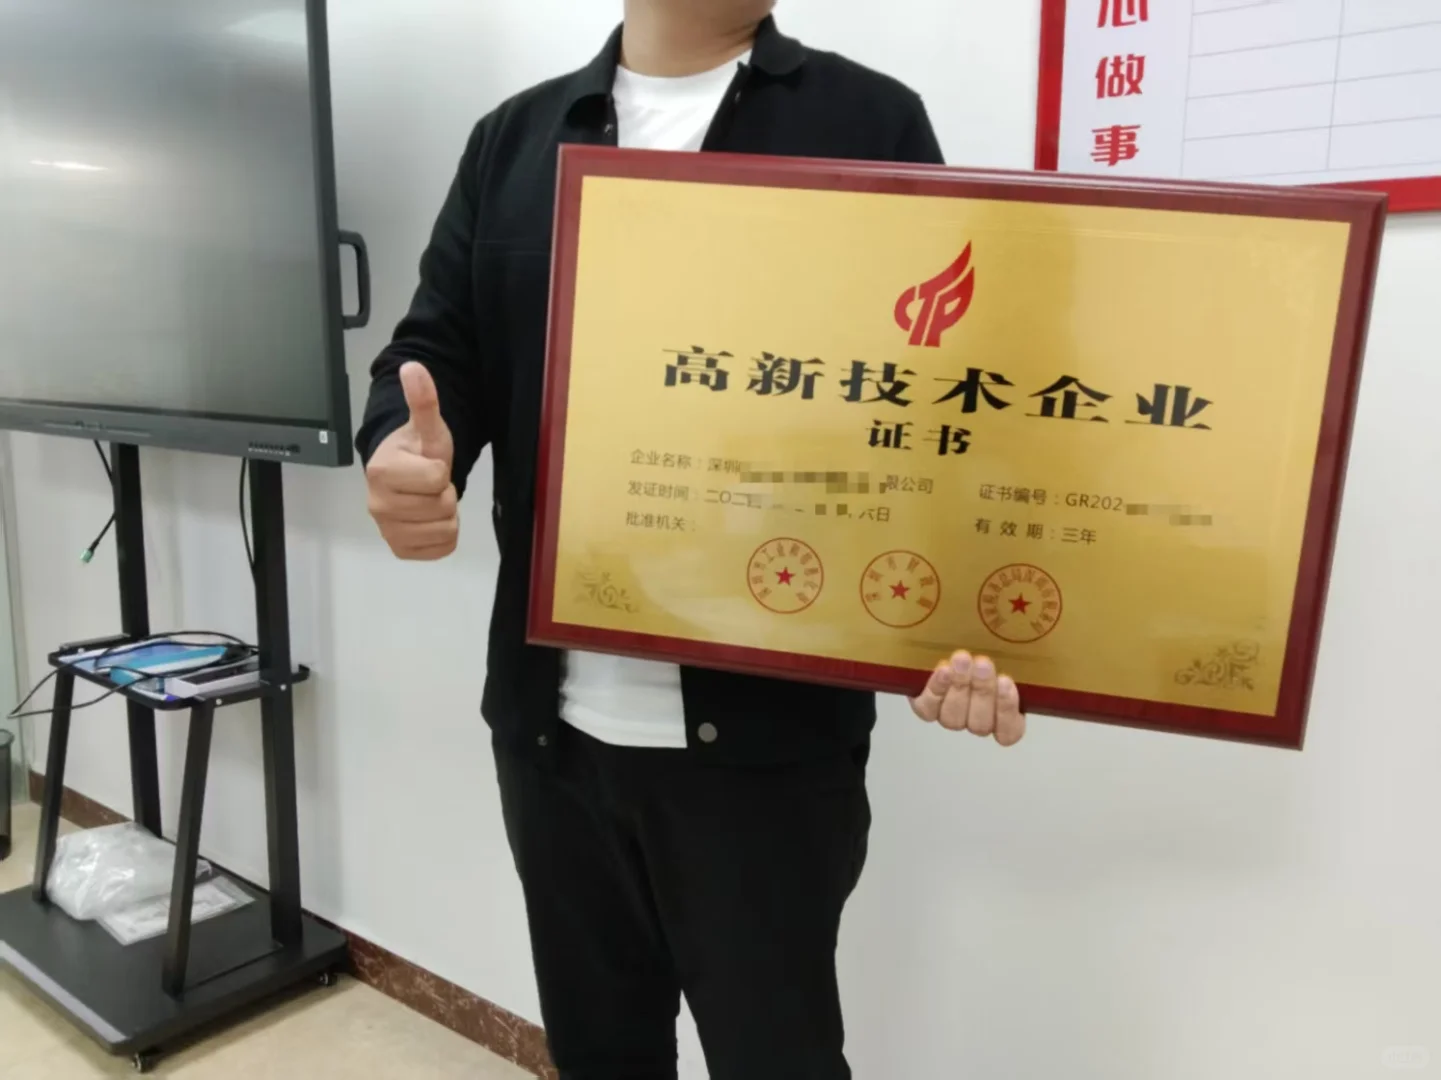 做
事
CTP
高新技术企业
证书
企业名称：深圳 限公司
证书编号：GR202
发证时间：二〇二四 六日
有效期：三年
批准机关：